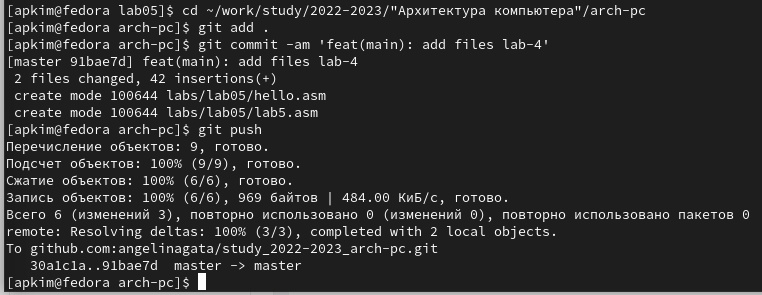 [apkim@fedora lab05]$ cd ~/work/study/2022-2023/"Архитектура компьютера"/arch-pc
[apkim@fedora arch-pc]$ git add .
[apkim@fedora arch-pc]$ git commit -am 'feat(main): add files lab-4'
[master 91bae7d] feat(main): add files lab-4
 2 files changed, 42 insertions(+)
 create mode 100644 labs/lab05/hello.asm
 create mode 100644 labs/lab05/lab5.asm
[apkim@fedora arch-pc]$ git push
Перечисление объектов: 9, готово.
Подсчет объектов: 100% (9/9), готово.
Сжатие объектов: 100% (6/6), готово.
Запись объектов: 100% (6/6), 969 байтов | 484.00 КиБ/с, готово.
Всего 6 (изменений 3), повторно использовано 0 (изменений 0), повторно использовано пакетов 0
remote: Resolving deltas: 100% (3/3), completed with 2 local objects.
To github.com:angelinagata/study_2022-2023_arch-pc.git
   30a1c1a..91bae7d  master -> master
[apkim@fedora arch-pc]$